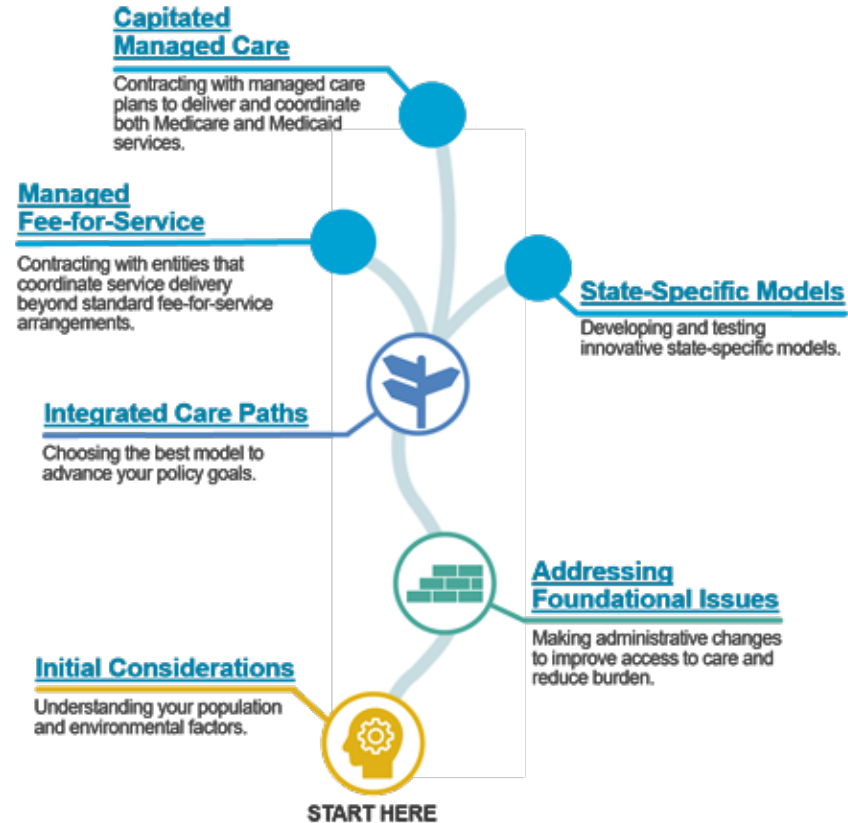 Capitated
Managed Care
Contracting with managed care
plans to deliver and coordinate
both Medicare and Medicaid
services.
Managed
Fee-for-Service
Contracting with entities that
coordinate service delivery
beyond standard fee-for-service
arrangements.
State-Specific Models
Developing and testing
innovative state-specific models.
Integrated Care Paths
Choosing the best model to
advance your policy goals.
Addressing
Foundational Issues
Making administrative changes
to improve access to care and
reduce burden.
Initial Considerations
Understanding your population
and environmental factors.
START HERE